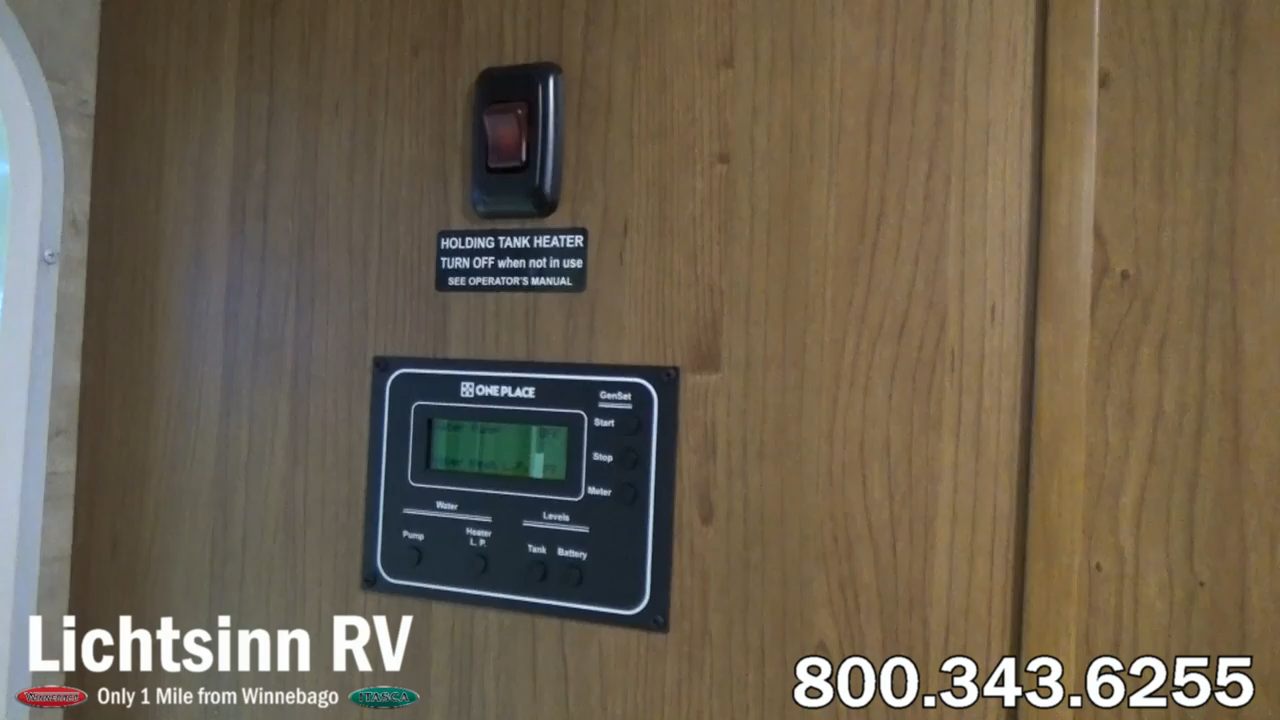 HOLDING TANK HEATER
TURN OFF when not in use
SEE OPERATOR'S MANUAL
ONE PLACE
GenSet
Start
Stop
Meter
Water
Levels
Pump
Heater
L. P.
Tank
Battery
Lichtsinn RV
WINNEBAGO
Only 1 Mile from Winnebago
ITASCA
800.343.6255